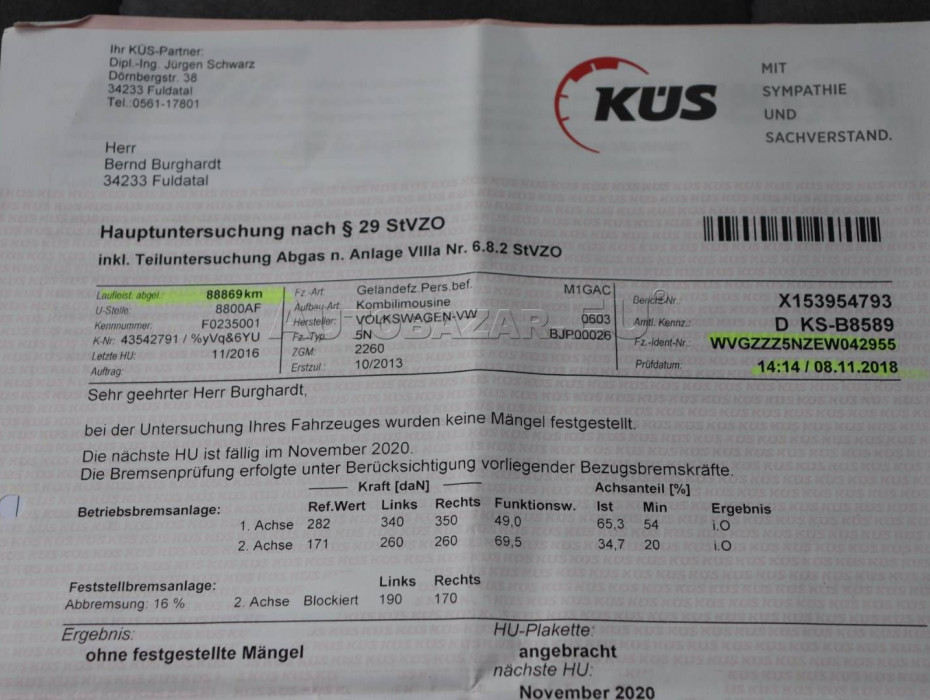 Ihr KÜS-Partner:
Dipl.-Ing. Jürgen Schwarz
Dörnbergstr. 38
34233 Fuldatal
Tel.:0561-17801
KÜS
MIT
SYMPATHIE
UND
SACHVERSTAND.
Herr
Bernd Burghardt
34233 Fuldatal
Hauptuntersuchung nach § 29 StVZO
inkl. Teiluntersuchung Abgas n. Anlage VIIIa Nr. 6.8.2 StVZO
Laufleist. abgel.: 88869 km
U-Stelle: 8800AF
Kennnummer: F0235001
K-Nr: 43542791 / %yVq&6YU
Letzte HU: 11/2016
Auftrag:
Fz.-Art: Geländefz.Pers.bef. M1GAC
Aufbau-Art: Kombilimousine
Hersteller: VOLKSWAGEN-VW 0603
Fz.-Typ: 5N BJP00026
ZGM: 2260
Erstzul.: 10/2013
Bericht-Nr.: X153954793
Amtl. Kennz.: D KS-B8589
Fz.-Ident-Nr.: WVGZZZ5NZEW042955
Prüfdatum: 14:14 / 08.11.2018
AUTOBAZAR.EU
Sehr geehrter Herr Burghardt,
bei der Untersuchung Ihres Fahrzeuges wurden keine Mängel festgestellt.
Die nächste HU ist fällig im November 2020.
Die Bremsenprüfung erfolgte unter Berücksichtigung vorliegender Bezugsbremskräfte.
Kraft [daN] Achsanteil [%]
Betriebsbremsanlage: Ref.Wert Links Rechts Funktionsw. Ist Min Ergebnis
1. Achse 282 340 350 49,0 65,3 54 i.O
2. Achse 171 260 260 69,5 34,7 20 i.O
Feststellbremsanlage: Links Rechts
Abbremsung: 16 % 2. Achse Blockiert 190 170
Ergebnis:
ohne festgestellte Mängel
HU-Plakette:
angebracht
nächste HU:
November 2020